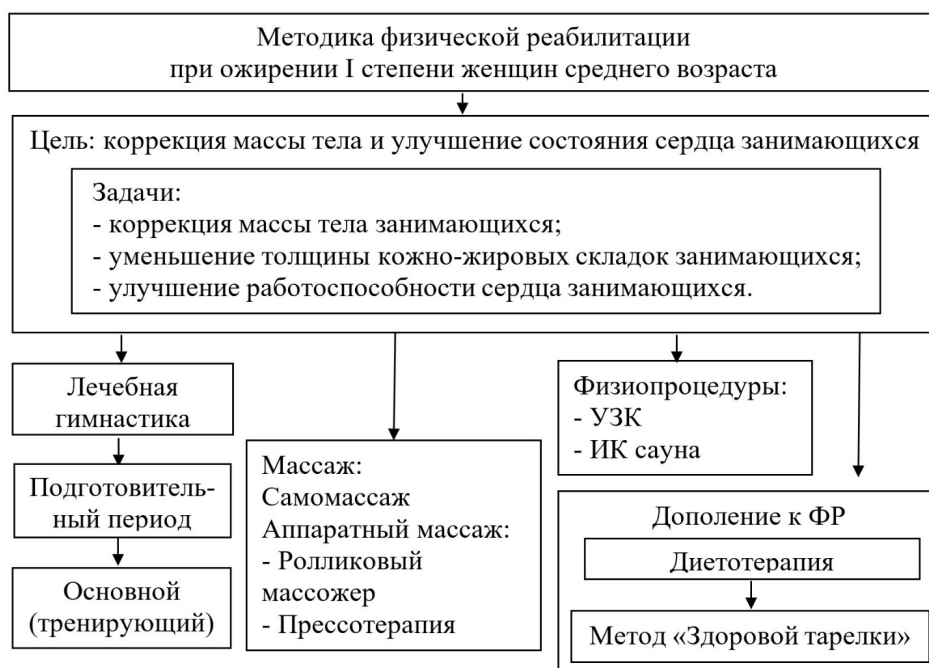 Методика физической реабилитации
при ожирении I степени женщин среднего возраста
Цель: коррекция массы тела и улучшение состояния сердца занимающихся
Задачи:
- коррекция массы тела занимающихся;
- уменьшение толщины кожно-жировых складок занимающихся;
- улучшение работоспособности сердца занимающихся.
Лечебная
гимнастика
Подготовитель-
ный период
Основной
(тренирующий)
Массаж:
Самомассаж
Аппаратный массаж:
- Ролликовый
массожер
- Прессотерапия
Физиопроцедуры:
- УЗК
- ИК сауна
Дополение к ФР
Диетотерапия
Метод «Здоровой тарелки»